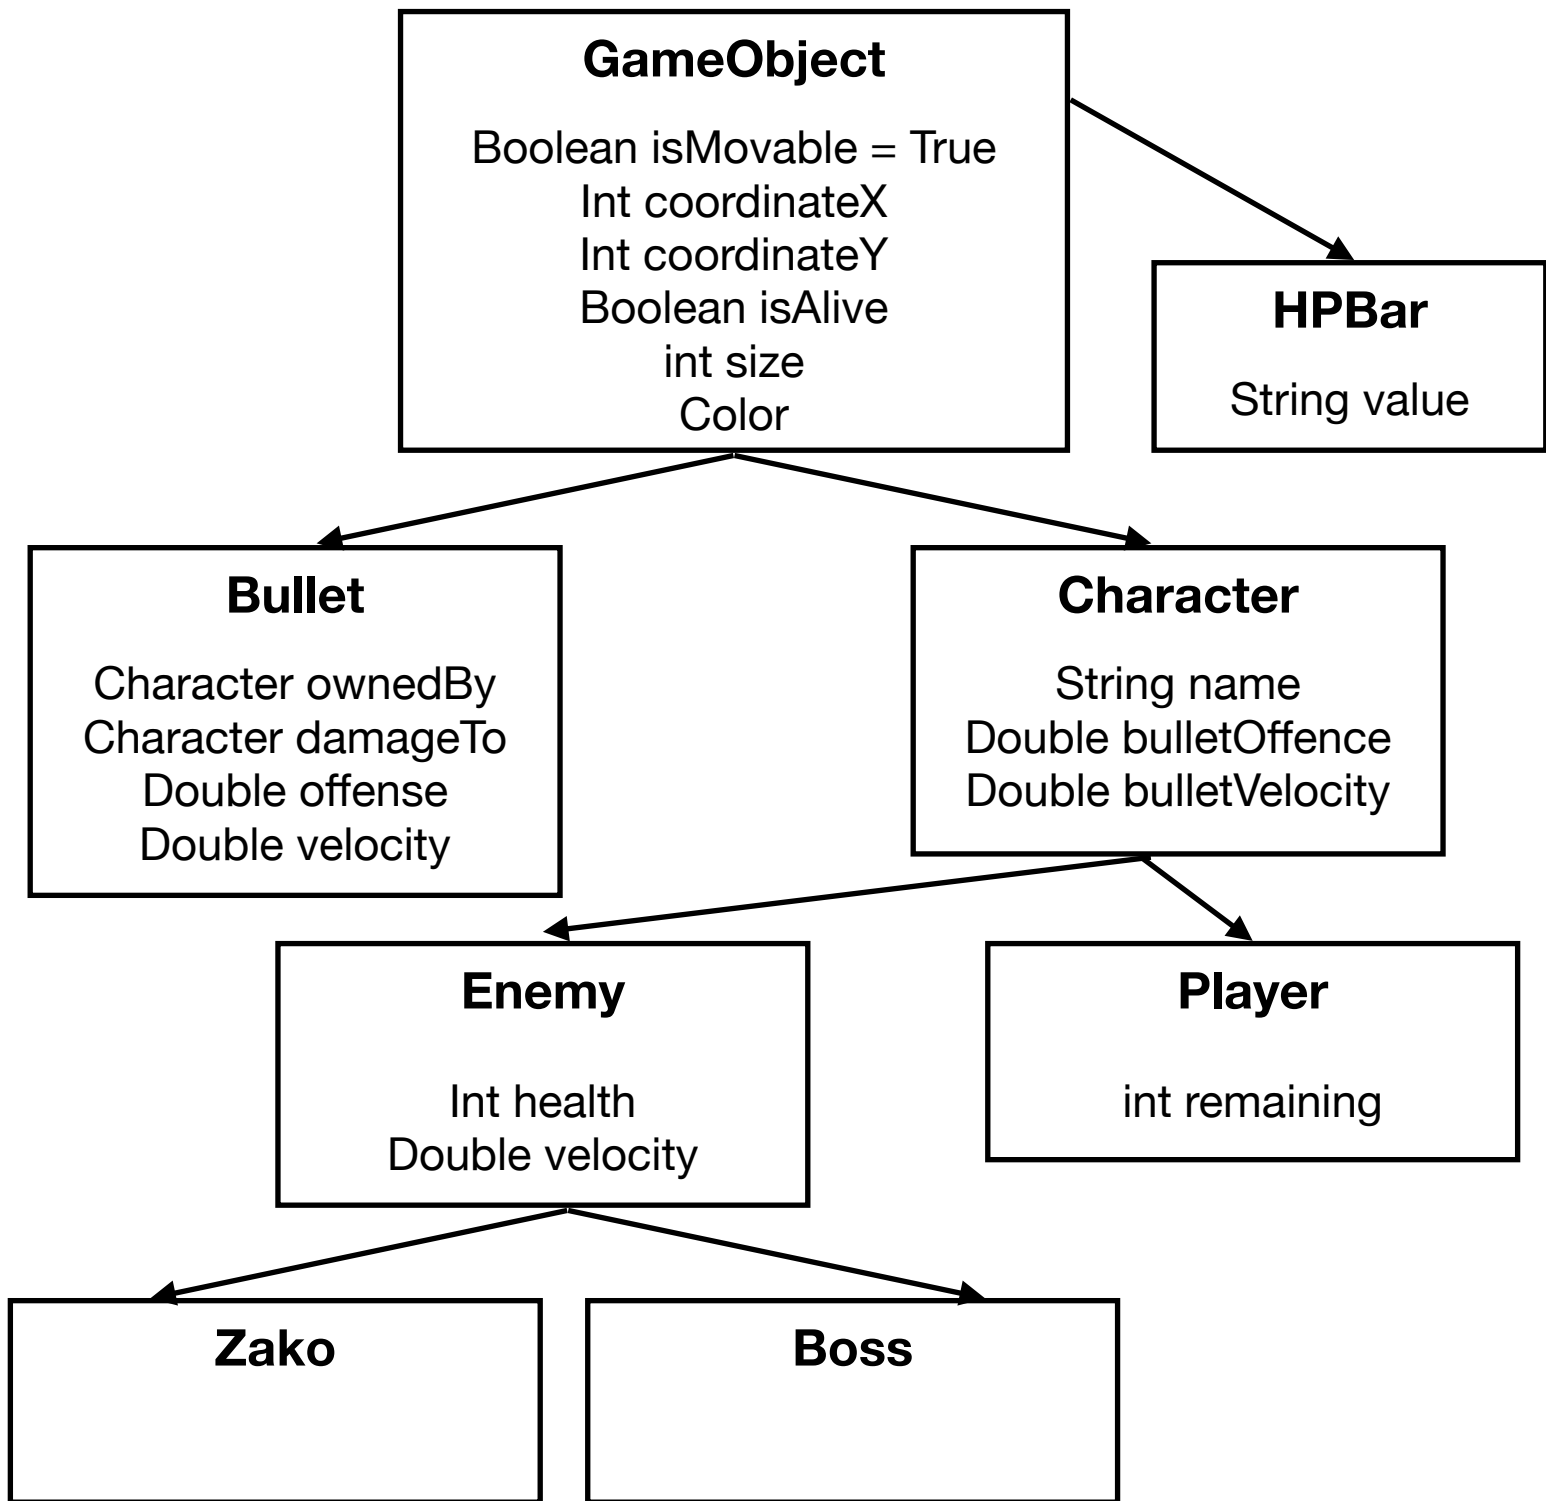 GameObject
Boolean isMovable = True
Int coordinateX
Int coordinateY
Boolean isAlive
int size
Color
HPBar
String value
Bullet
Character ownedBy
Character damageTo
Double offense
Double velocity
Character
String name
Double bulletOffence
Double bulletVelocity
Enemy
Int health
Double velocity
Player
int remaining
Zako
Boss